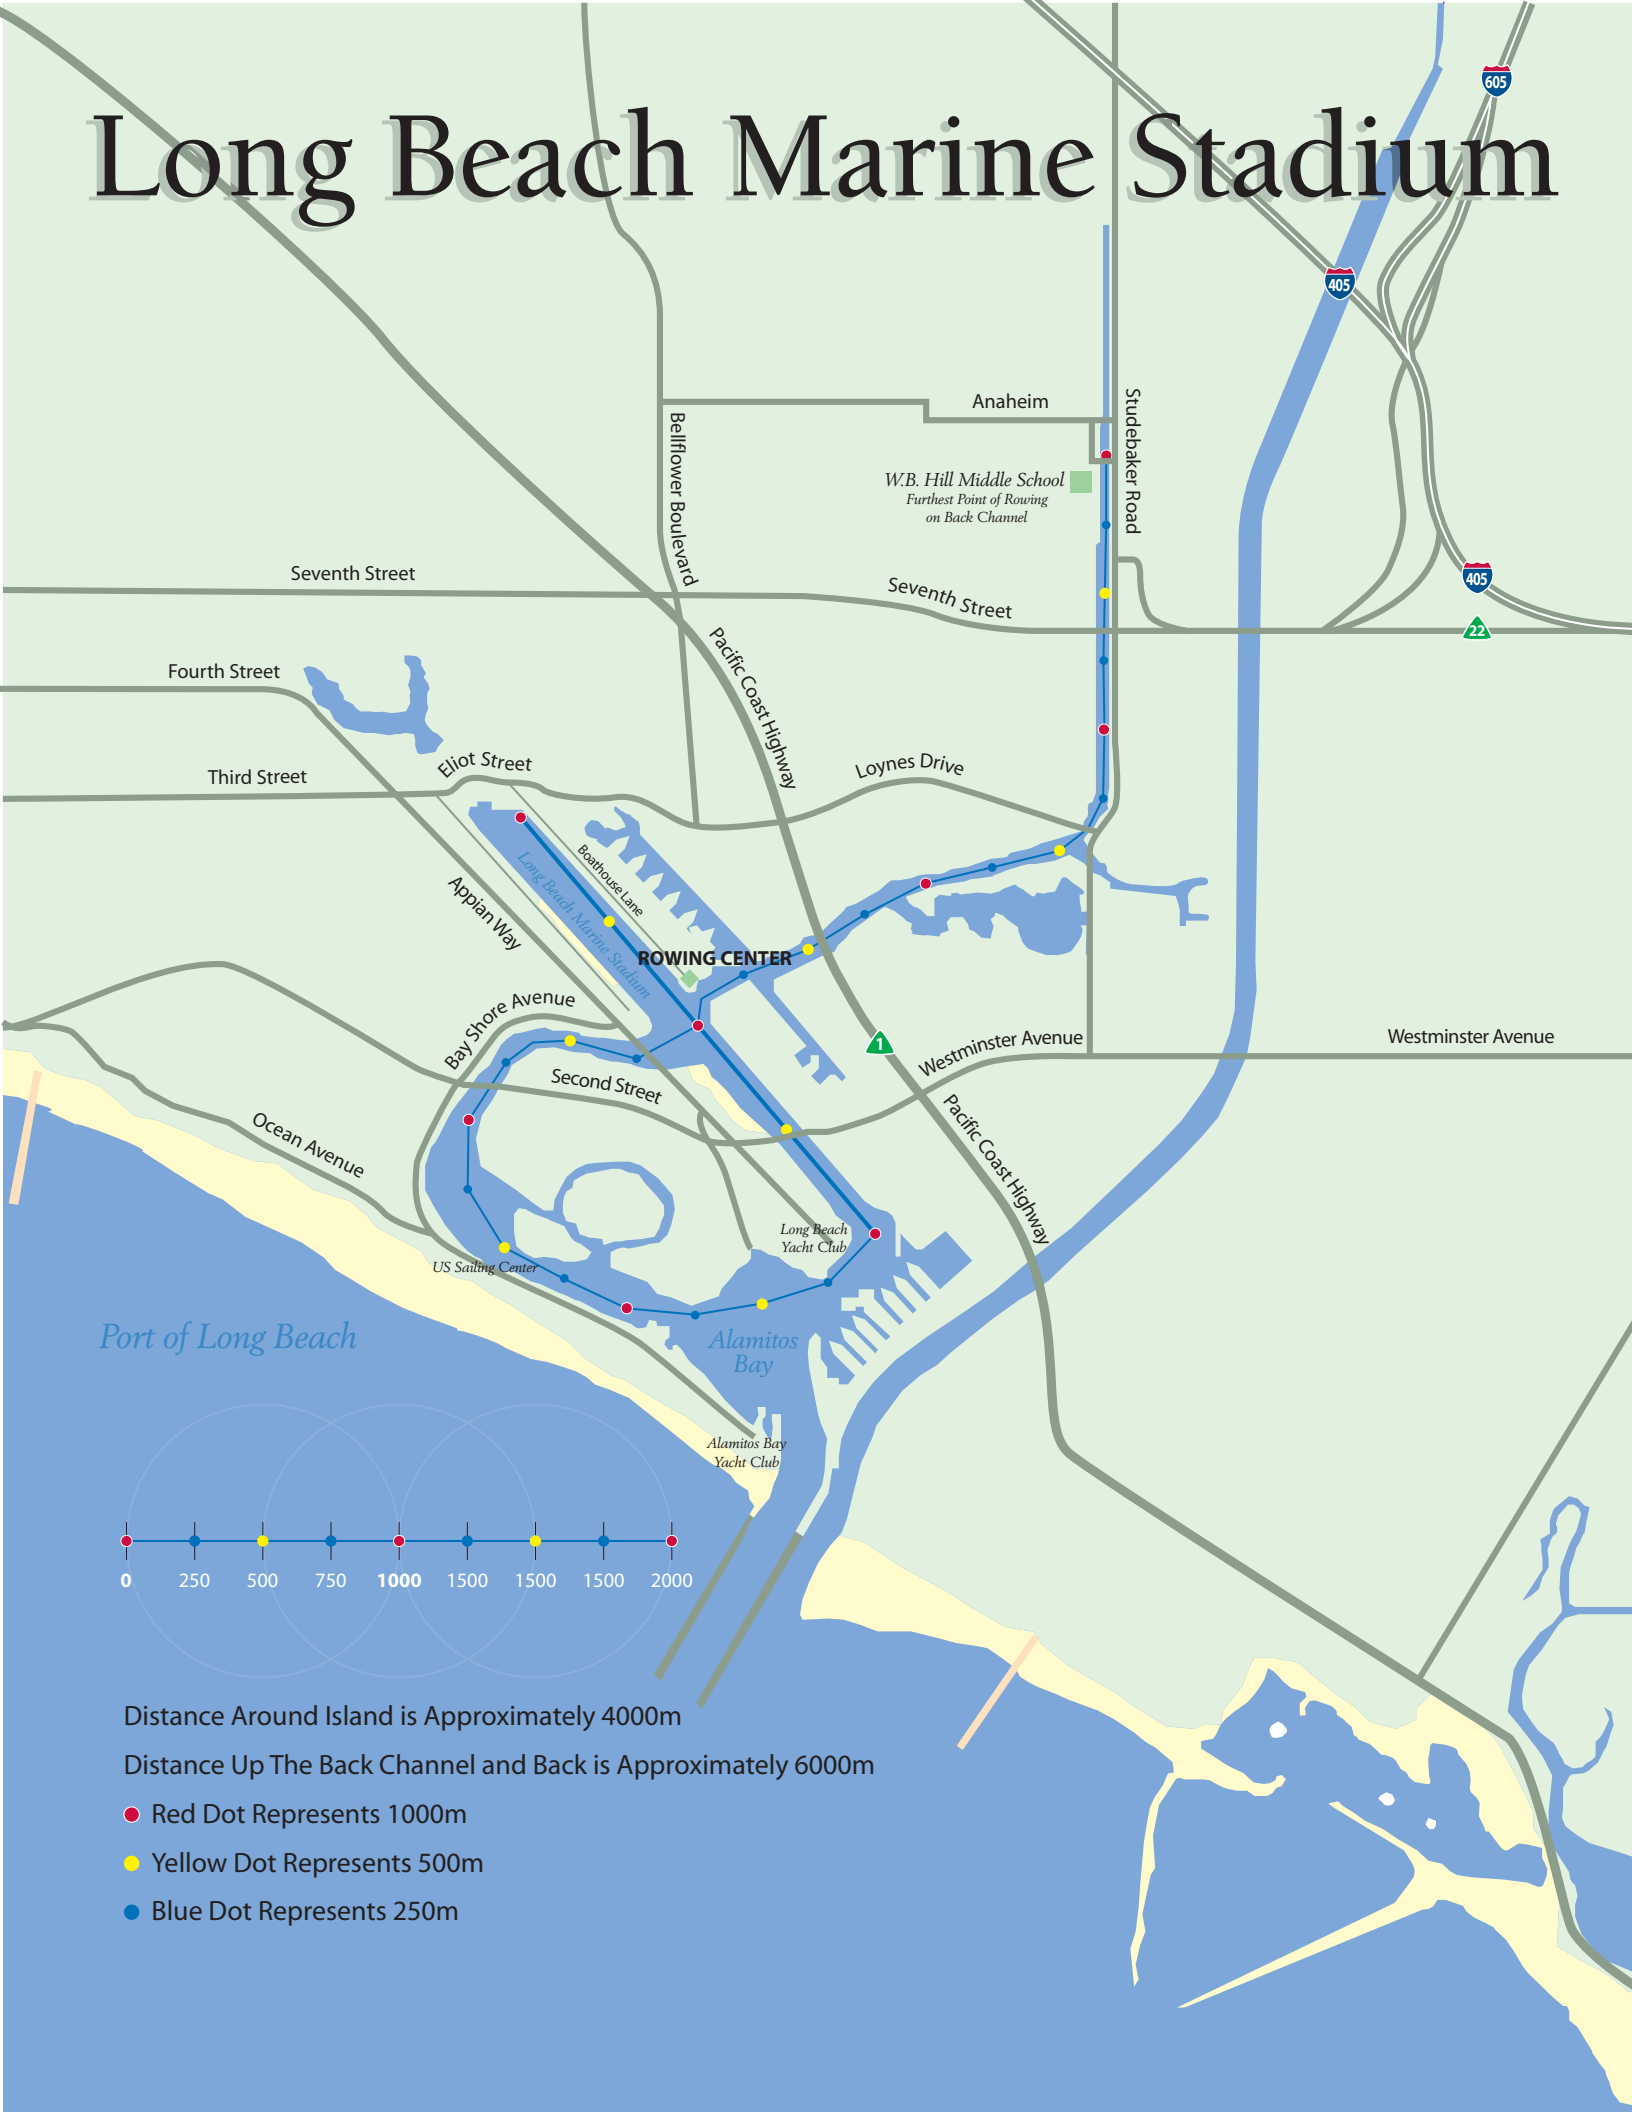 Long Beach Marine Stadium
605
405
Anaheim
Studebaker Road
Bellflower Boulevard
W.B. Hill Middle School
Furthest Point of Rowing
on Back Channel
Seventh Street
Seventh Street
405
22
Pacific Coast Highway
Fourth Street
Eliot Street
Third Street
Loynes Drive
Boathouse Lane
Long Beach Marine Stadium
Appian Way
ROWING CENTER
Bay Shore Avenue
1
Westminster Avenue
Westminster Avenue
Second Street
Pacific Coast Highway
Ocean Avenue
Long Beach
Yacht Club
US Sailing Center
Port of Long Beach
Alamitos
Bay
Alamitos Bay
Yacht Club
0 250 500 750 1000 1500 1500 1500 2000
Distance Around Island is Approximately 4000m
Distance Up The Back Channel and Back is Approximately 6000m
Red Dot Represents 1000m
Yellow Dot Represents 500m
Blue Dot Represents 250m